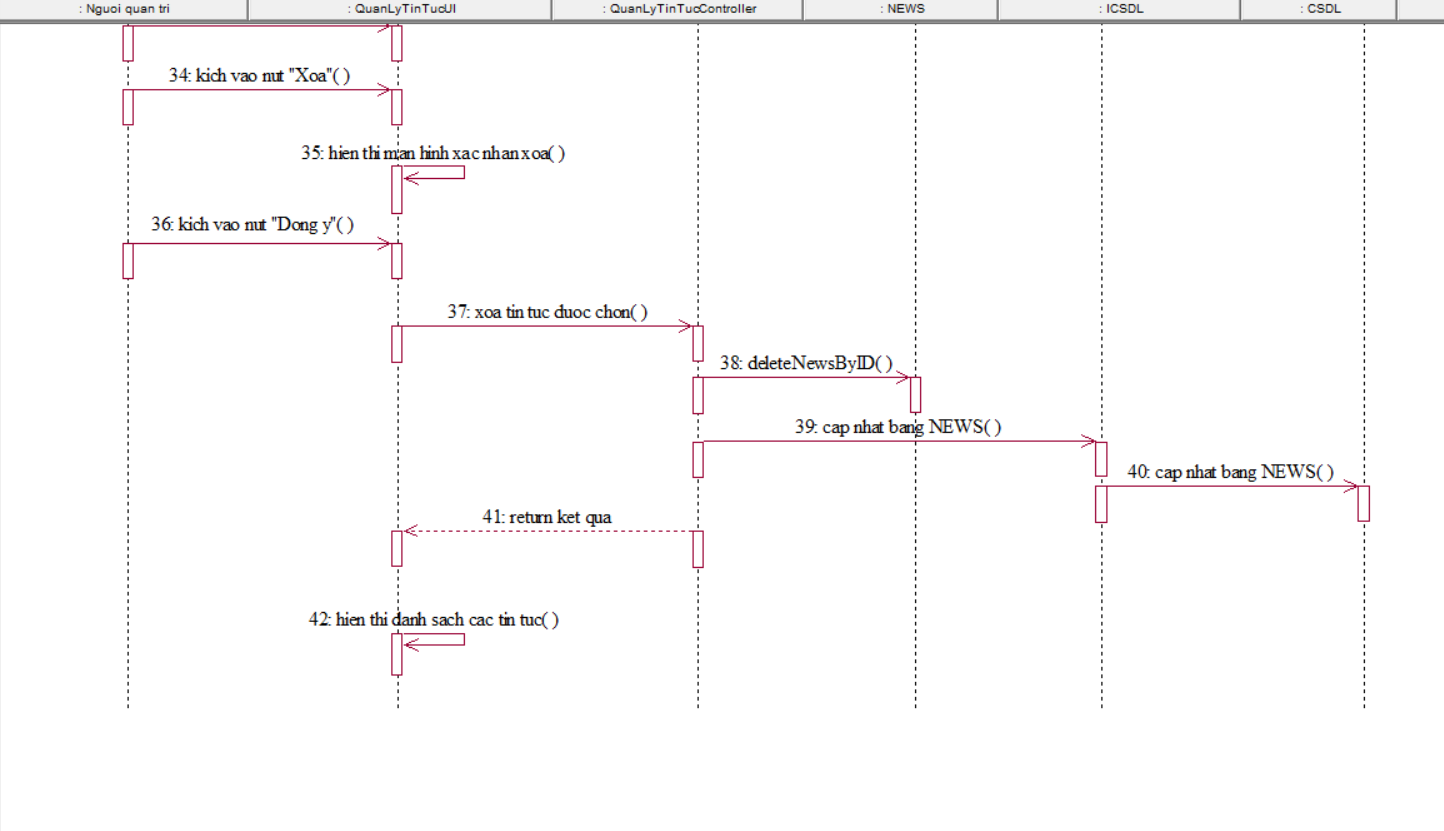 : Nguoi quan tri
: QuanLyTinTucUI
: QuanLyTinTucController
: NEWS
: ICSDL
: CSDL
34: kich vao nut "Xoa"( )
35: hien thi man hinh xac nhan xoa( )
36: kich vao nut "Dong y"( )
37: xoa tin tuc duoc chon( )
38: deleteNewsByID( )
39: cap nhat bang NEWS( )
40: cap nhat bang NEWS( )
41: return ket qua
42: hien thi danh sach cac tin tuc( )